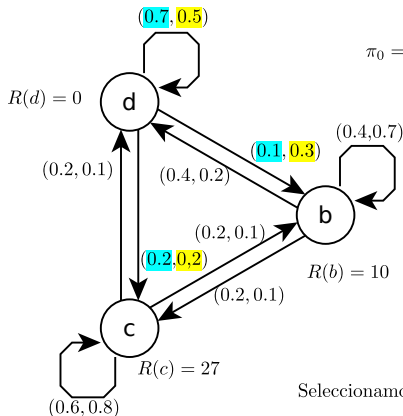 (0.7, 0.5)
π₀ =
R(d) = 0
d
(0.1, 0.3)
(0.4,0.7)
(0.2, 0.1)
(0.4, 0.2)
b
(0.2, 0.1)
(0.2,0,2)
R(b) = 10
(0.2, 0.1)
c
R(c) = 27
Seleccionamo
(0.6, 0.8)